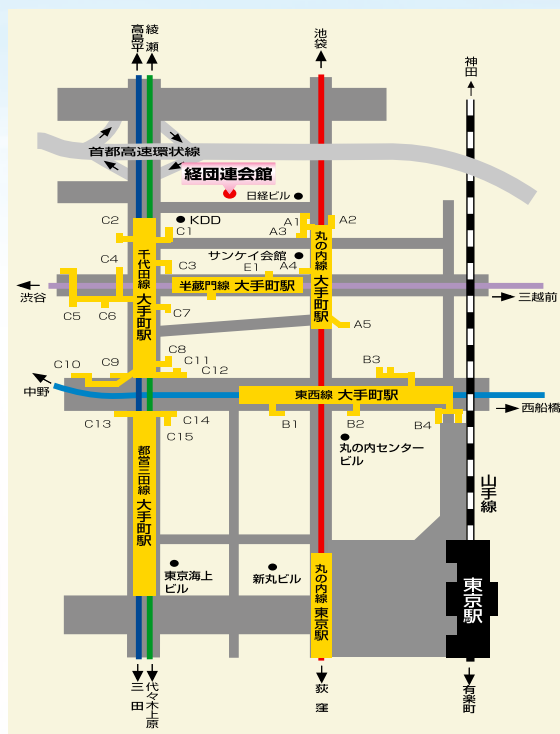 高島平
綾瀬
池袋
神田
首都高速環状線
経団連会館
日経ビル
C2
KDD
A1
A2
C1
A3
千代田線 大手町駅
丸の内線 大手町駅
サンケイ会館
C4
C3
E1
A4
半蔵門線 大手町駅
渋谷
三越前
C5
C6
C7
A5
C8
B3
C10
C9
C11
C12
中野
東西線 大手町駅
西船橋
C13
C14
C15
B1
B2
B4
丸の内センター
ビル
都営三田線 大手町駅
山手線
東京海上
ビル
新丸ビル
丸の内線 東京駅
東京駅
三田
代々木上原
荻窪
有楽町